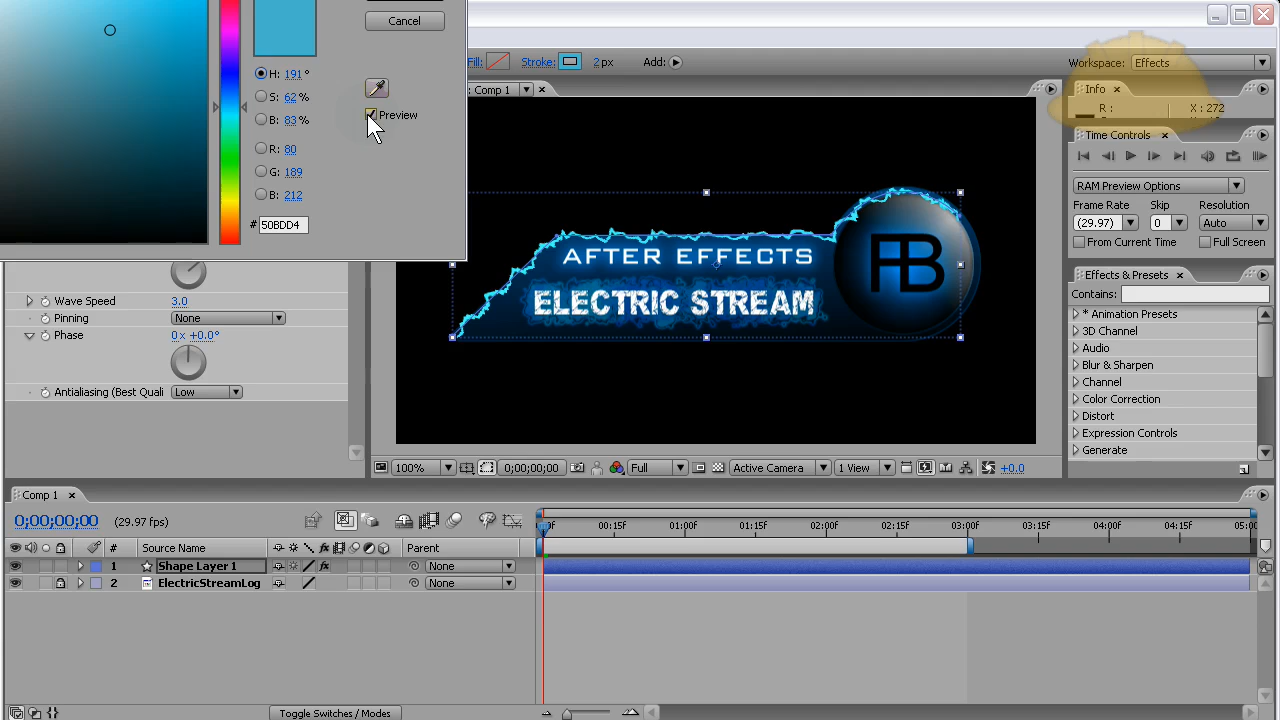 Cancel
H: 191 °
S: 62 %
B: 83 %
R: 80
G: 189
B: 212
# 50BDD4
Preview
Fill:
Stroke:
2 px
Add:
Workspace: Effects
: Comp 1
AFTER EFFECTS
ELECTRIC STREAM
FB
Info
R :
X : 272
Time Controls
RAM Preview Options
Frame Rate
Skip
Resolution
(29.97)
0
Auto
From Current Time
Full Screen
Effects & Presets
Contains:
* Animation Presets
3D Channel
Audio
Blur & Sharpen
Channel
Color Correction
Distort
Expression Controls
Generate
Wave Speed
3.0
Pinning
None
Phase
0 x +0.0°
Antialiasing (Best Quali
Low
100%
0;00;00;00
Full
Active Camera
1 View
+0.0
Comp 1
0;00;00;00
(29.97 fps)
#
Source Name
fx
Parent
1
Shape Layer 1
fx
None
2
ElectricStreamLog
None
00:15F
01:00F
01:15F
02:00F
02:15F
03:00F
03:15F
04:00F
04:15F
05:00
Toggle Switches / Modes